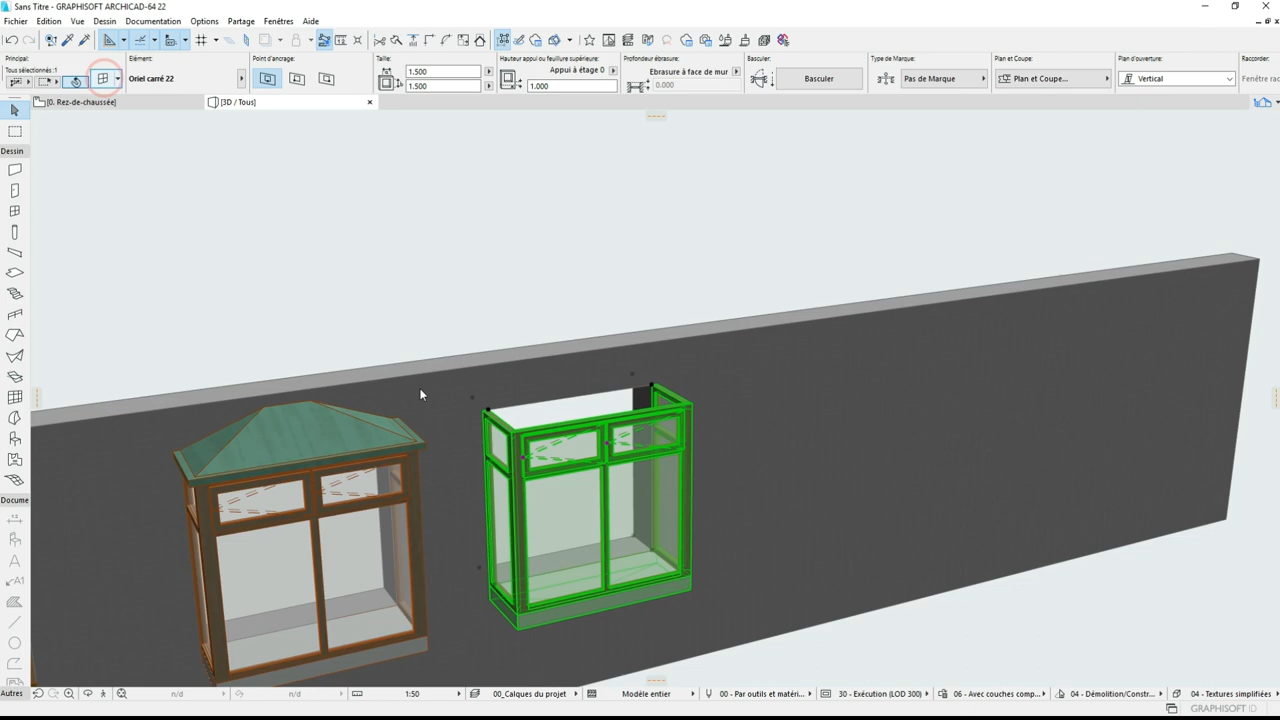 Sans Titre - GRAPHISOFT ARCHICAD-64 22
Fichier Edition Vue Dessin Documentation Options Partage Fenêtres Aide
Principal: Elément: Point d'ancrage: Taille: Hauteur appui ou feuillure supérieure: Profondeur ébrasure: Basculer: Type de Marque: Plan et Coupe: Plan d'ouverture: Raccorder:
Tous sélectionnés :1
Oriel carré 22
1.500
1.500
Appui à étage 0
1.000
Ebrasure à face de mur
0.000
Basculer
Pas de Marque
Plan et Coupe...
Vertical
Fenêtre rac
[0. Rez-de-chaussée] [3D / Tous]
Dessin
Docume
A
A1
Autres n/d n/d 1:50 00_Calques du projet Modèle entier 00 - Par outils et matéri... 30 - Exécution (LOD 300) 06 - Avec couches comp... 04 - Démolition/Constr... 04 - Textures simplifiées
GRAPHISOFT ID